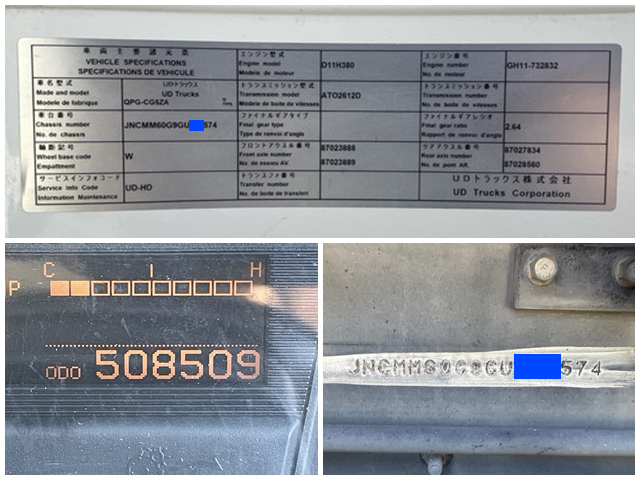 車両主要諸元表
VEHICLE SPECIFICATIONS
SPECIFICATIONS DE VEHICULE
エンジン型式
Engine model
Modele de moteur
D11H380
エンジン番号
Engine number
No. de moteur
GH11-732832
車名型式
Made and model
Modele de fabrique
UDトラックス
UD Trucks
QPG-CG5ZA
トランスミッション型式
Transmission model
Modele de boite de vitesses
ATO2612D
トランスミッション番号
Transmission number
No de boite de vitesses
車台番号
Chassis number
No. de chassis
JNCMM60G9GU 574
ファイナルギアタイプ
Final gear type
Type de renvoi d'angle
ファイナルギアレシオ
Final gear ratio
Rapport de renvoi d'angle
2.64
軸距記号
Wheel base code
Empattment
W
フロントアクスル番号
Front axle number
No. de essieu AV.
87023888
87023889
リアアクスル番号
Rear axle number
No. de pont AR.
87027834
87028560
サービスインフォコード
Service Info Code
Information Maintenance
UD-HD
トランスファ番号
Transfer number
No. de boite de transfert
UDトラックス株式会社
UD Trucks Corporation
C I H
P
ODO 508509
JNCMM60G9GU 574